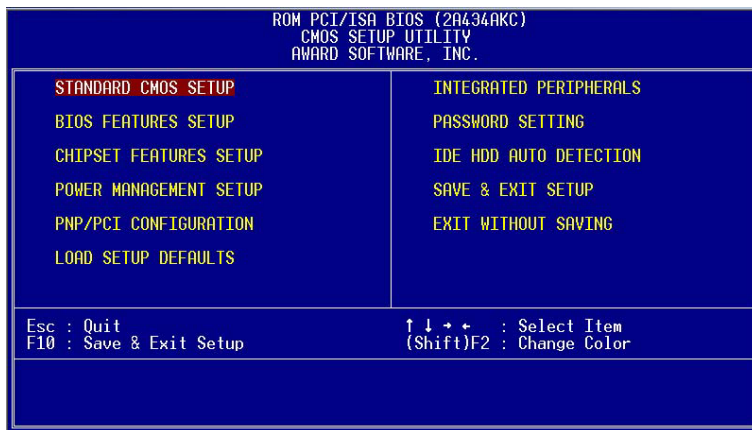 ROM PCI/ISA BIOS (2A434AKC)
CMOS SETUP UTILITY
AWARD SOFTWARE, INC.
STANDARD CMOS SETUP
BIOS FEATURES SETUP
CHIPSET FEATURES SETUP
POWER MANAGEMENT SETUP
PNP/PCI CONFIGURATION
LOAD SETUP DEFAULTS
INTEGRATED PERIPHERALS
PASSWORD SETTING
IDE HDD AUTO DETECTION
SAVE & EXIT SETUP
EXIT WITHOUT SAVING
Esc : Quit
F10 : Save & Exit Setup
↑ ↓ → ← : Select Item
(Shift)F2 : Change Color